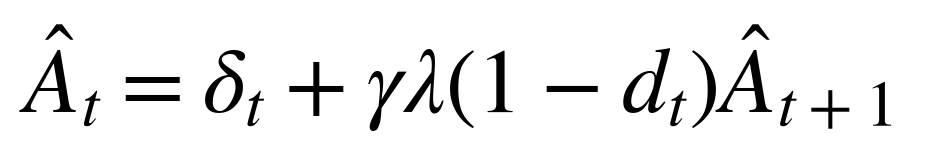 Â_t = δ_t + γλ(1 − d_t)Â_{t + 1}